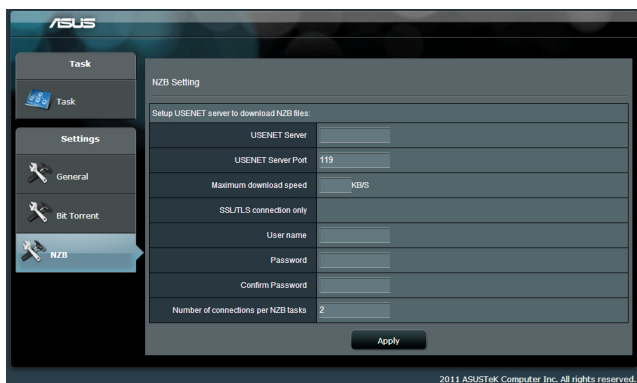 ASUS
Task
Task
Settings
General
Bit Torrent
NZB
NZB Setting
Setup USENET server to download NZB files:
USENET Server
USENET Server Port 119
Maximum download speed KB/S
SSL/TLS connection only
User name
Password
Confirm Password
Number of connections per NZB tasks 2
Apply
2011 ASUSTeK Computer Inc. All rights reserved.